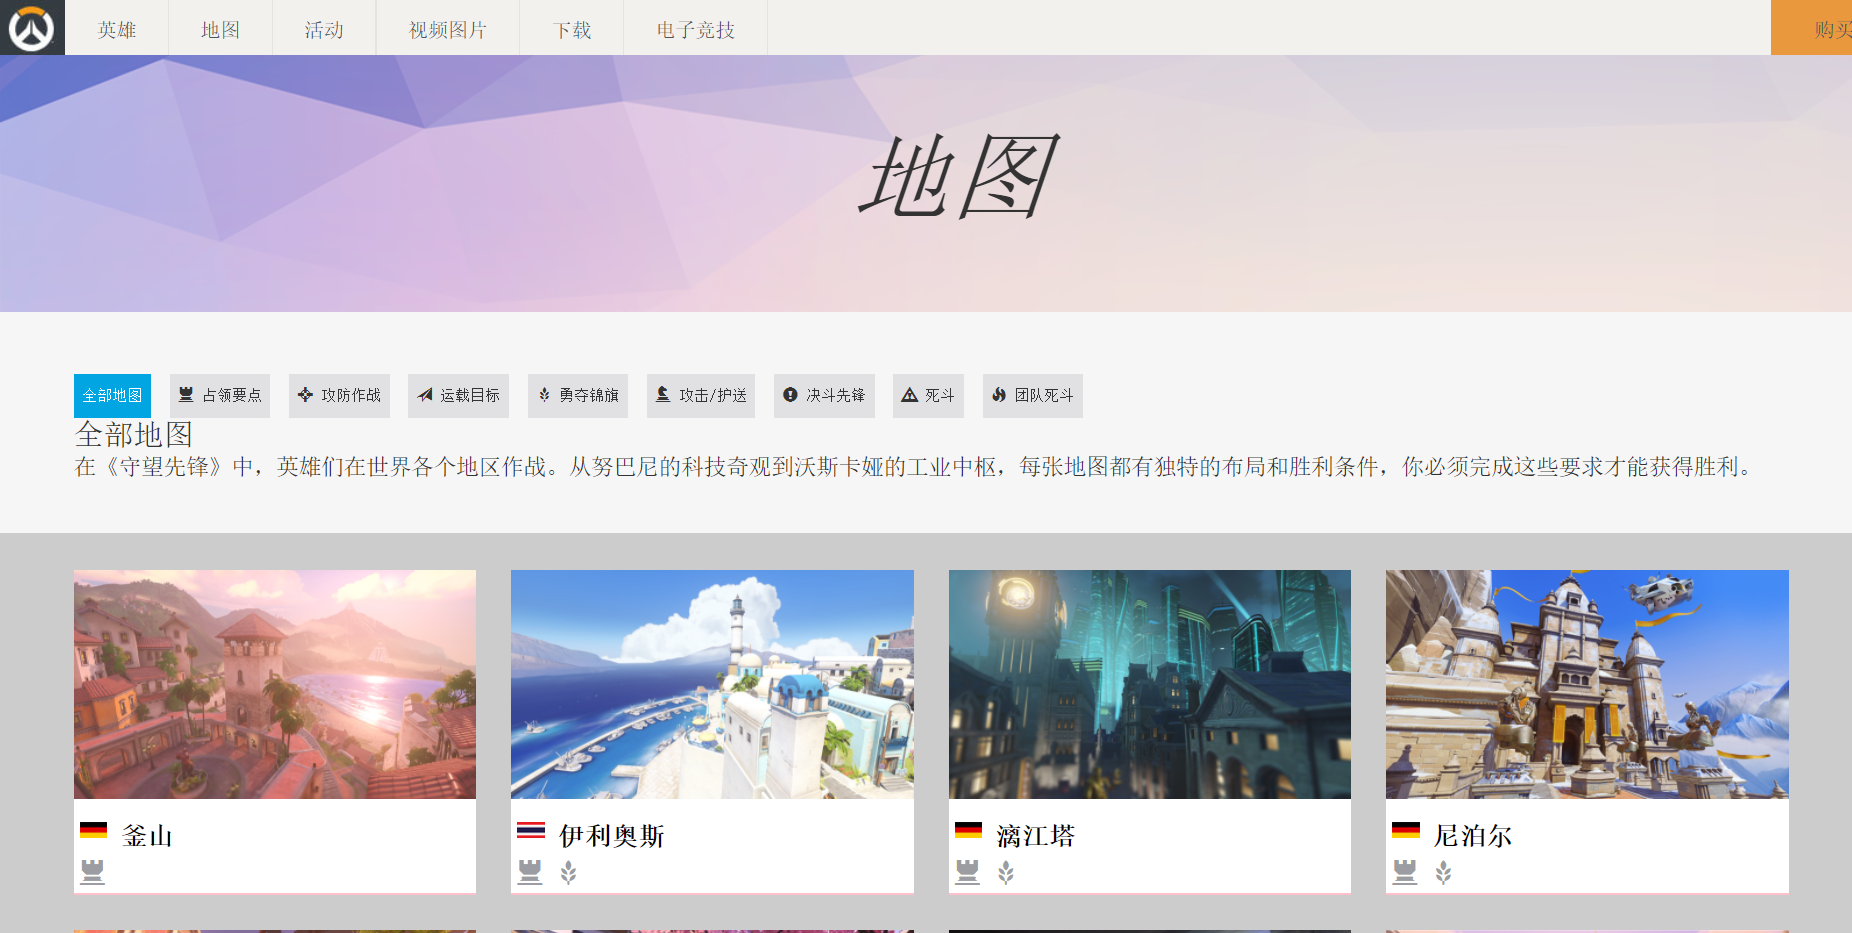 英雄 地图 活动 视频图片 下载 电子竞技 购买
地图
全部地图 占领要点 攻防作战 运载目标 勇夺锦旗 攻击/护送 决斗先锋 死斗 团队死斗
全部地图
在《守望先锋》中，英雄们在世界各个地区作战。从努巴尼的科技奇观到沃斯卡娅的工业中枢，每张地图都有独特的布局和胜利条件，你必须完成这些要求才能获得胜利。
釜山 伊利奥斯 漓江塔 尼泊尔